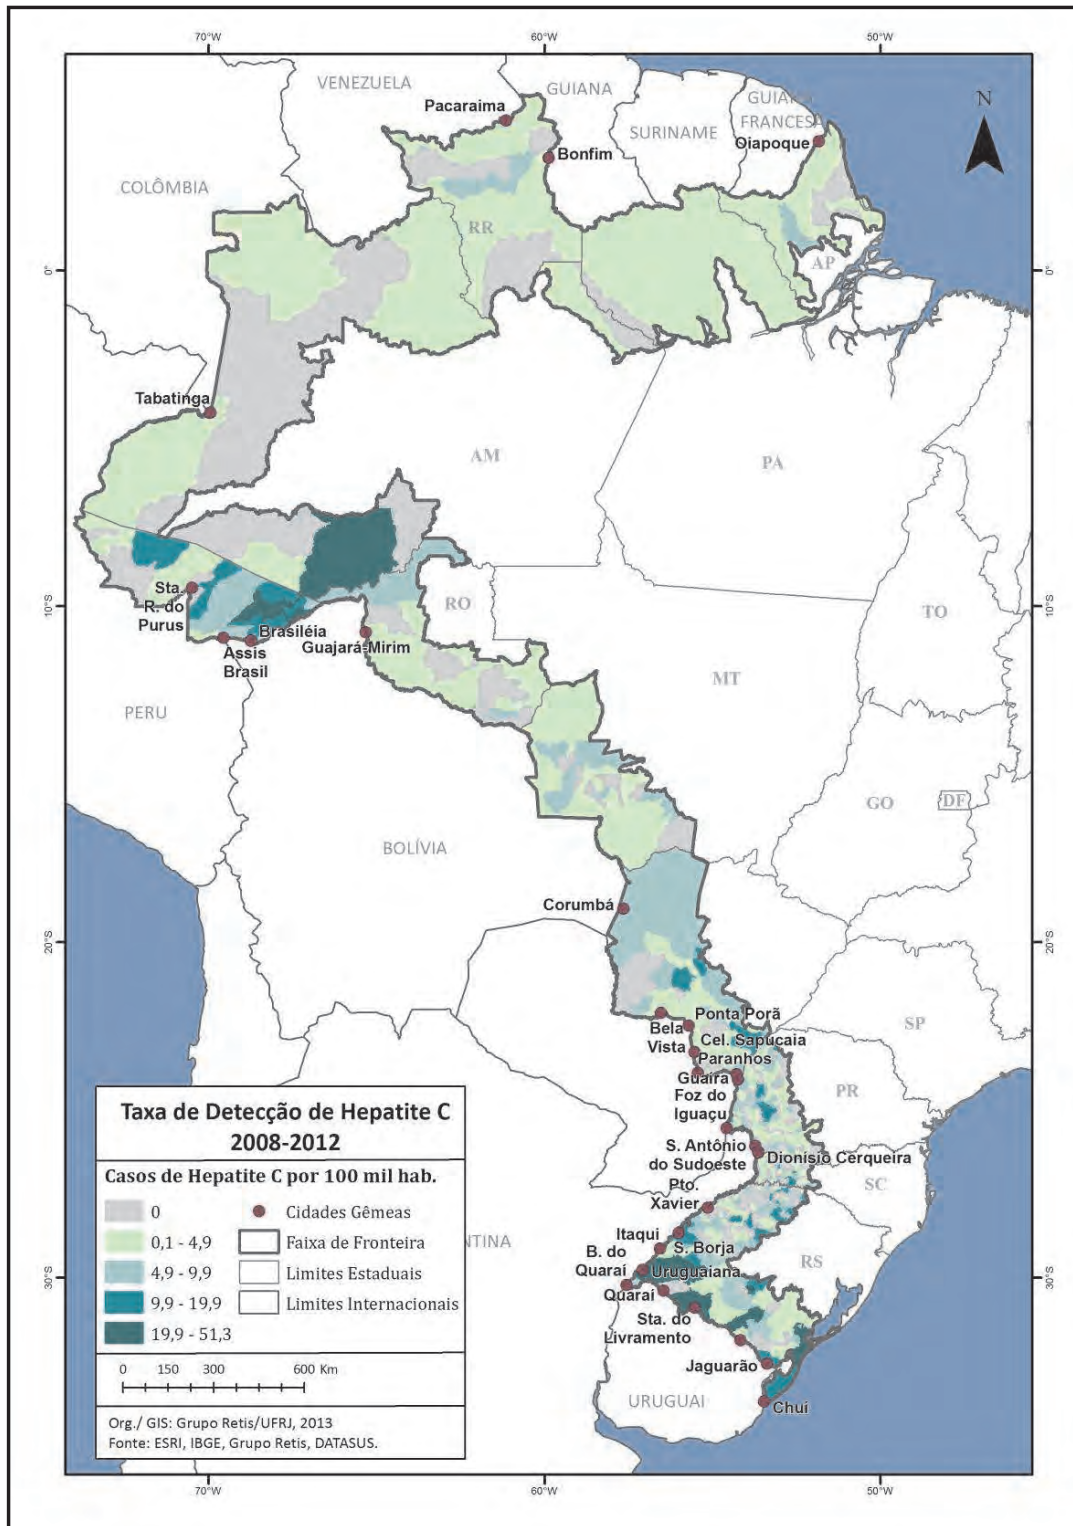 70°W 60°W 50°W
VENEZUELA
GUIANA
Pacaraima
SURINAME
FRANCESA
Oiapoque
N
Bonfim
COLÔMBIA
RR
AP
0°
0°
Tabatinga
AM
PA
Sta.
R. do
Purus
RO
TO
10°S
10°S
Brasiléia
Assis
Brasil
Guajará-Mirim
MT
PERU
GO
DF
BOLÍVIA
Corumbá
20°S
20°S
Ponta Porã
Bela
Vista
Cel. Sapucaia
Paranhos
SP
Guaíra
Foz do
Iguaçu
PR
S. Antônio
do Sudoeste
Dionísio Cerqueira
SC
Pto.
Xavier
Itaqui
S. Borja
B. do
Quaraí
Uruguaiana
RS
30°S
Quaraí
Sta. do
Livramento
Jaguarão
URUGUAI
Chuí
NTINA
Taxa de Detecção de Hepatite C
2008-2012
Casos de Hepatite C por 100 mil hab.
0 Cidades Gêmeas
0,1 - 4,9 Faixa de Fronteira
4,9 - 9,9 Limites Estaduais
9,9 - 19,9 Limites Internacionais
19,9 - 51,3
0 150 300 600 Km
Org./ GIS: Grupo Retis/UFRJ, 2013
Fonte: ESRI, IBGE, Grupo Retis, DATASUS.
30°S
70°W 60°W 50°W